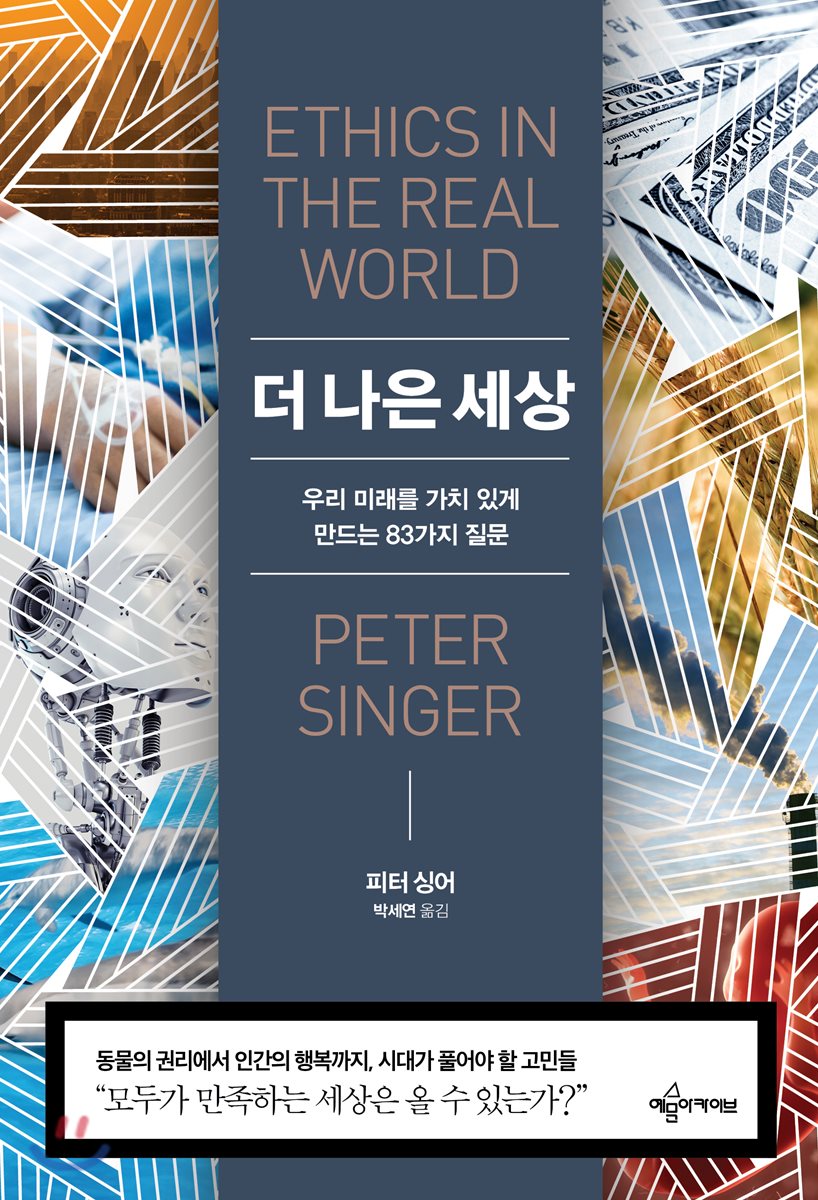 ETHICS IN
THE REAL
WORLD
더 나은 세상
우리 미래를 가치 있게
만드는 83가지 질문
PETER
SINGER
피터 싱어
박세연 옮김
동물의 권리에서 인간의 행복까지, 시대가 풀어야 할 고민들
“모두가 만족하는 세상은 올 수 있는가?”
예문아카이브